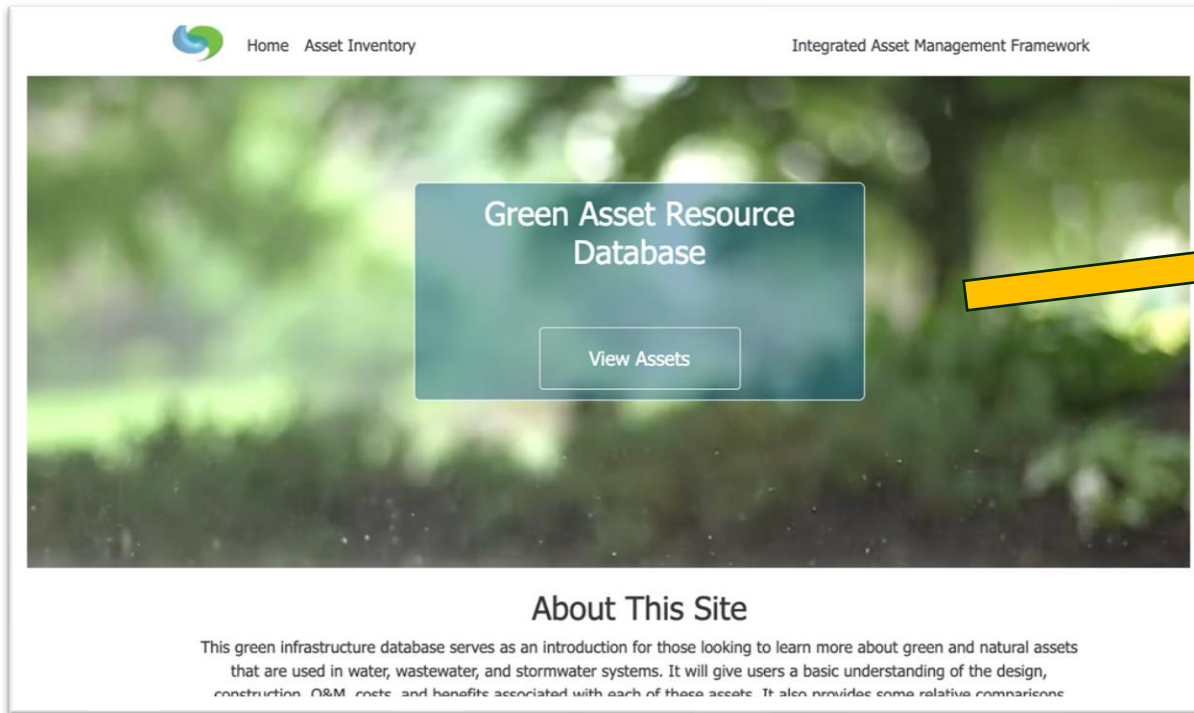 Home Asset Inventory Integrated Asset Management Framework
Green Asset Resource
Database
View Assets
About This Site
This green infrastructure database serves as an introduction for those looking to learn more about green and natural assets
that are used in water, wastewater, and stormwater systems. It will give users a basic understanding of the design,
construction, O&M, costs, and benefits associated with each of these assets. It also provides some relative comparisons